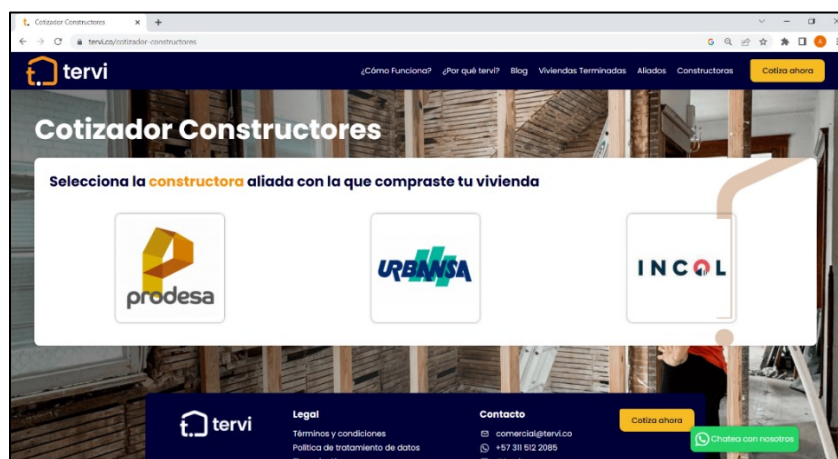 Cotizador Constructores
tervi.co/cotizador-constructores
tervi
¿Cómo Funciona? ¿Por qué tervi? Blog Viviendas Terminadas Aliados Constructoras Cotiza ahora
Cotizador Constructores
Selecciona la constructora aliada con la que compraste tu vivienda
prodesa
URBANSA
INCOL
tervi
Legal
Términos y condiciones
Política de tratamiento de datos
Contacto
comercial@tervi.co
+57 311 512 2085
Cotiza ahora
Chatea con nosotros